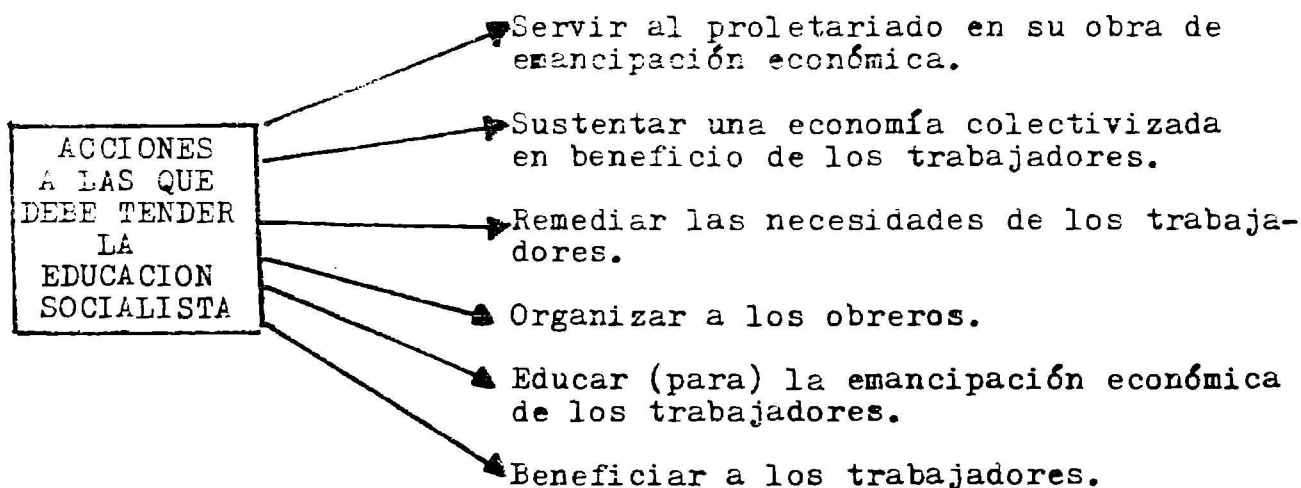 ACCIONES
A LAS QUE
DEBE TENDER
LA
EDUCACION
SOCIALISTA
Servir al proletariado en su obra de
emancipación económica.
Sustentar una economía colectivizada
en beneficio de los trabajadores.
Remediar las necesidades de los trabaja-
dores.
Organizar a los obreros.
Educar (para) la emancipación económica
de los trabajadores.
Beneficiar a los trabajadores.